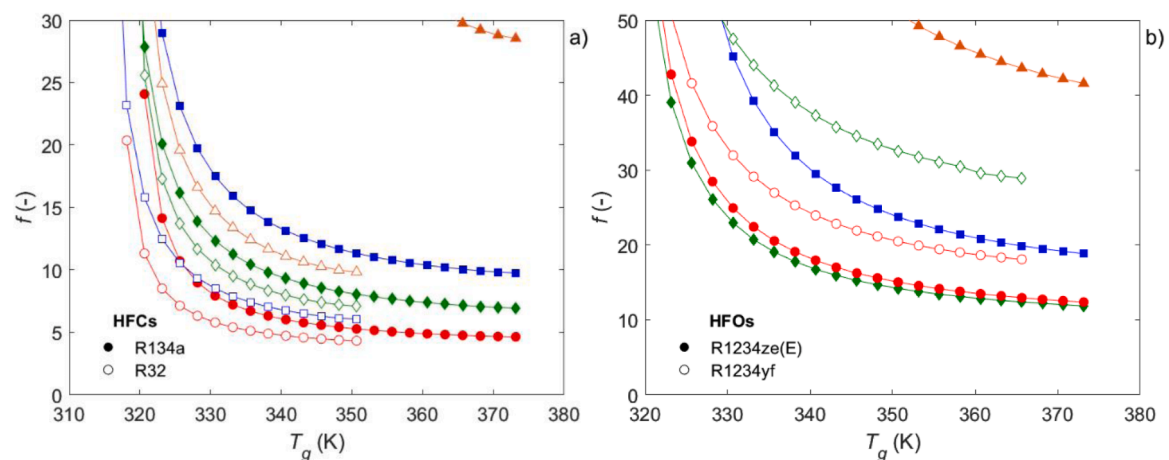 30
25
20
15
10
5
0
f (-)
a)
HFCs
R134a
R32
310 320 330 340 350 360 370 380
T_g (K)
50
40
30
20
10
0
f (-)
b)
HFOs
R1234ze(E)
R1234yf
320 330 340 350 360 370 380
T_g (K)